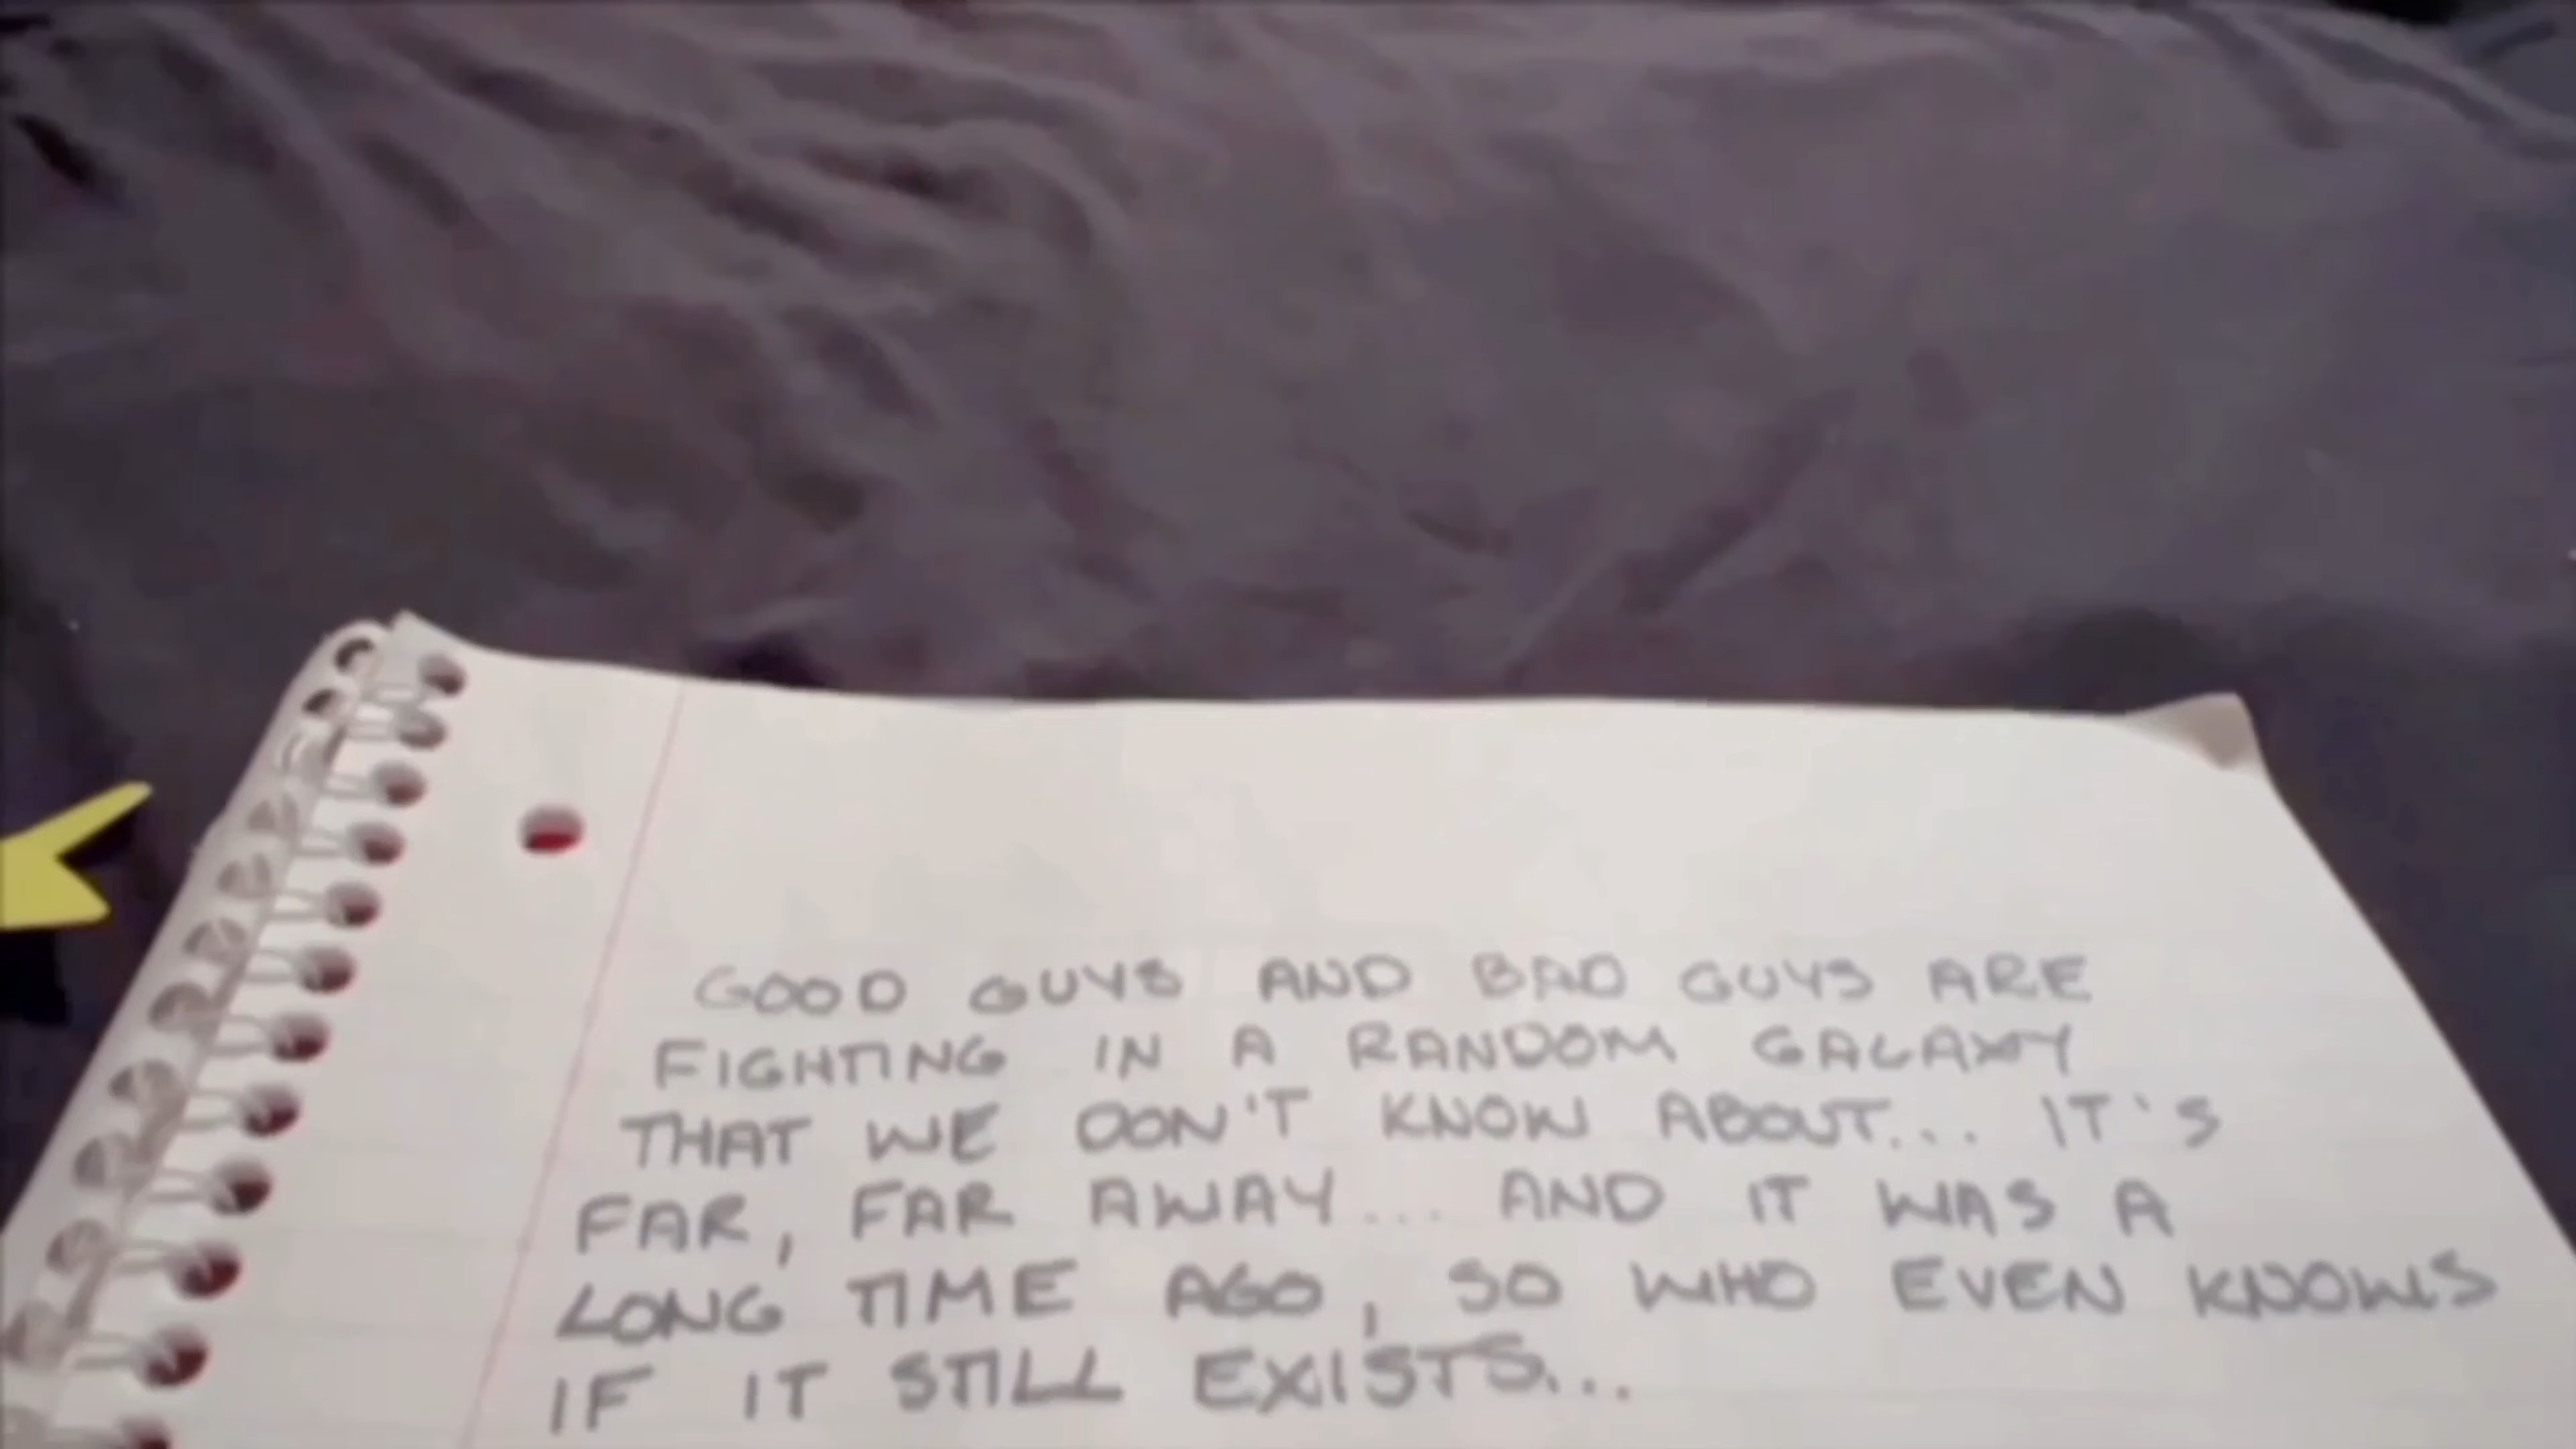 GOOD GUYS AND BAD GUYS ARE
FIGHTING IN A RANDOM GALAXY
THAT WE DON'T KNOW ABOUT... IT'S
FAR, FAR AWAY... AND IT WAS A
LONG TIME AGO, SO WHO EVEN KNOWS
IF IT STILL EXISTS...